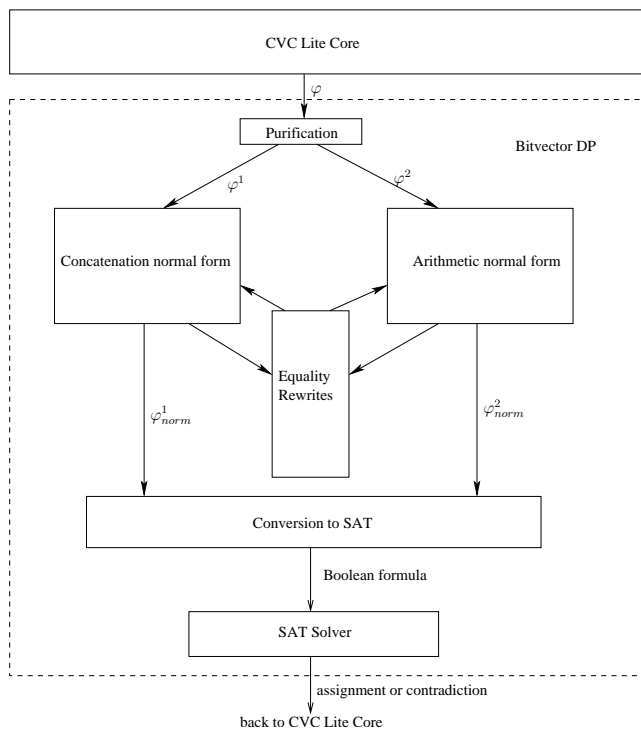 CVC Lite Core
φ
Purification
Bitvector DP
φ¹
φ²
Concatenation normal form
Arithmetic normal form
Equality
Rewrites
φ¹norm
φ²norm
Conversion to SAT
Boolean formula
SAT Solver
assignment or contradiction
back to CVC Lite Core